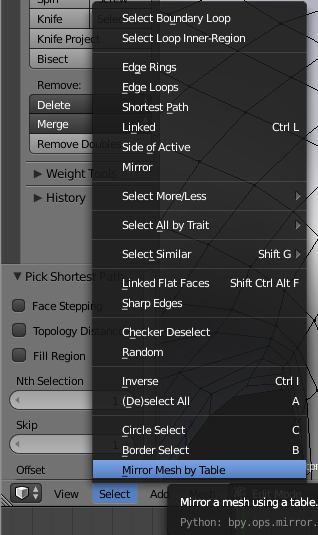 Spin
Knife
Select
Knife Project
Bisect
Remove:
Delete
Merge
Remove Doubles
Weight Tools
History
Pick Shortest Path
Face Stepping
Topology Distance
Fill Region
Nth Selection
1
Skip
1
Offset
Select Boundary Loop
Select Loop Inner-Region
Edge Rings
Edge Loops
Shortest Path
Linked Ctrl L
Side of Active
Mirror
Select More/Less
Select All by Trait
Select Similar Shift G
Linked Flat Faces Shift Ctrl Alt F
Sharp Edges
Checker Deselect
Random
Inverse Ctrl I
(De)select All A
Circle Select C
Border Select B
Mirror Mesh by Table
View Select Add
Mirror a mesh using a table.
Python: bpy.ops.mirror.